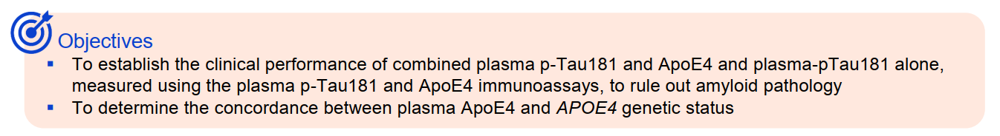 Objectives
▪ To establish the clinical performance of combined plasma p-Tau181 and ApoE4 and plasma-pTau181 alone,
measured using the plasma p-Tau181 and ApoE4 immunoassays, to rule out amyloid pathology
▪ To determine the concordance between plasma ApoE4 and APOE4 genetic status